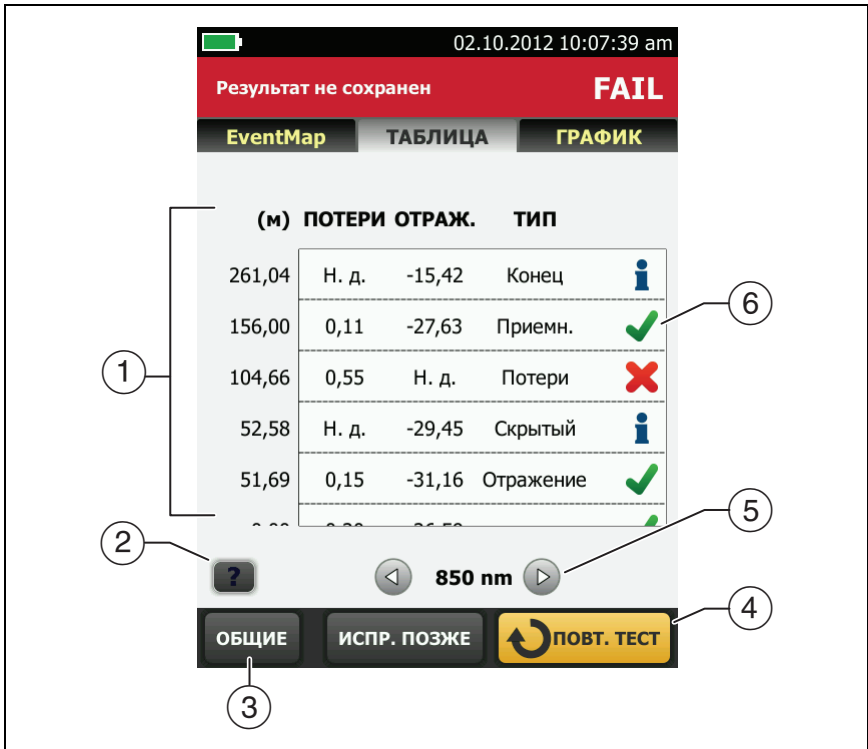 02.10.2012 10:07:39 am
Результат не сохранен FAIL
EventMap ТАБЛИЦА ГРАФИК
(м) ПОТЕРИ ОТРАЖ. ТИП
261,04 Н. д. -15,42 Конец
156,00 0,11 -27,63 Приемн.
104,66 0,55 Н. д. Потери
52,58 Н. д. -29,45 Скрытый
51,69 0,15 -31,16 Отражение
? 850 nm
ОБЩИЕ ИСПР. ПОЗЖЕ ПОВТ. ТЕСТ
1
2
3
4
5
6